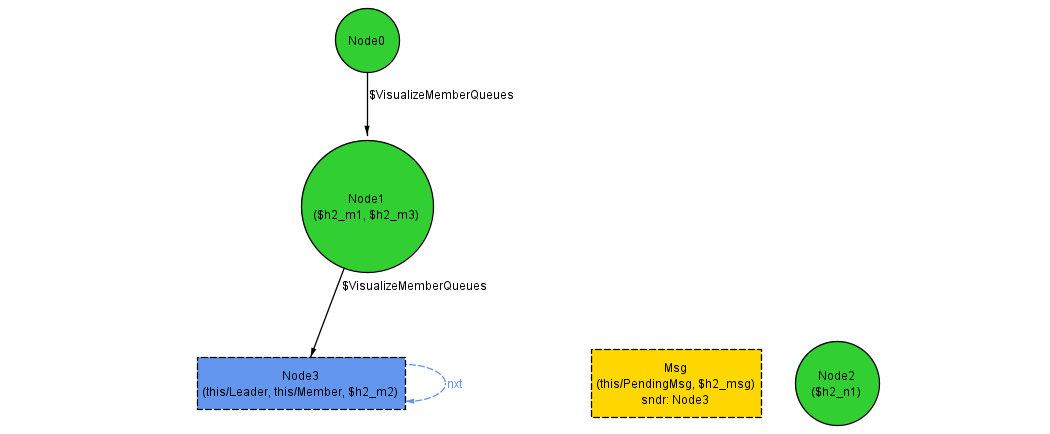 Node0
$VisualizeMemberQueues
Node1
($h2_m1, $h2_m3)
$VisualizeMemberQueues
Node3
(this/Leader, this/Member, $h2_m2)
nxt
Msg
(this/PendingMsg, $h2_msg)
sndr: Node3
Node2
($h2_n1)